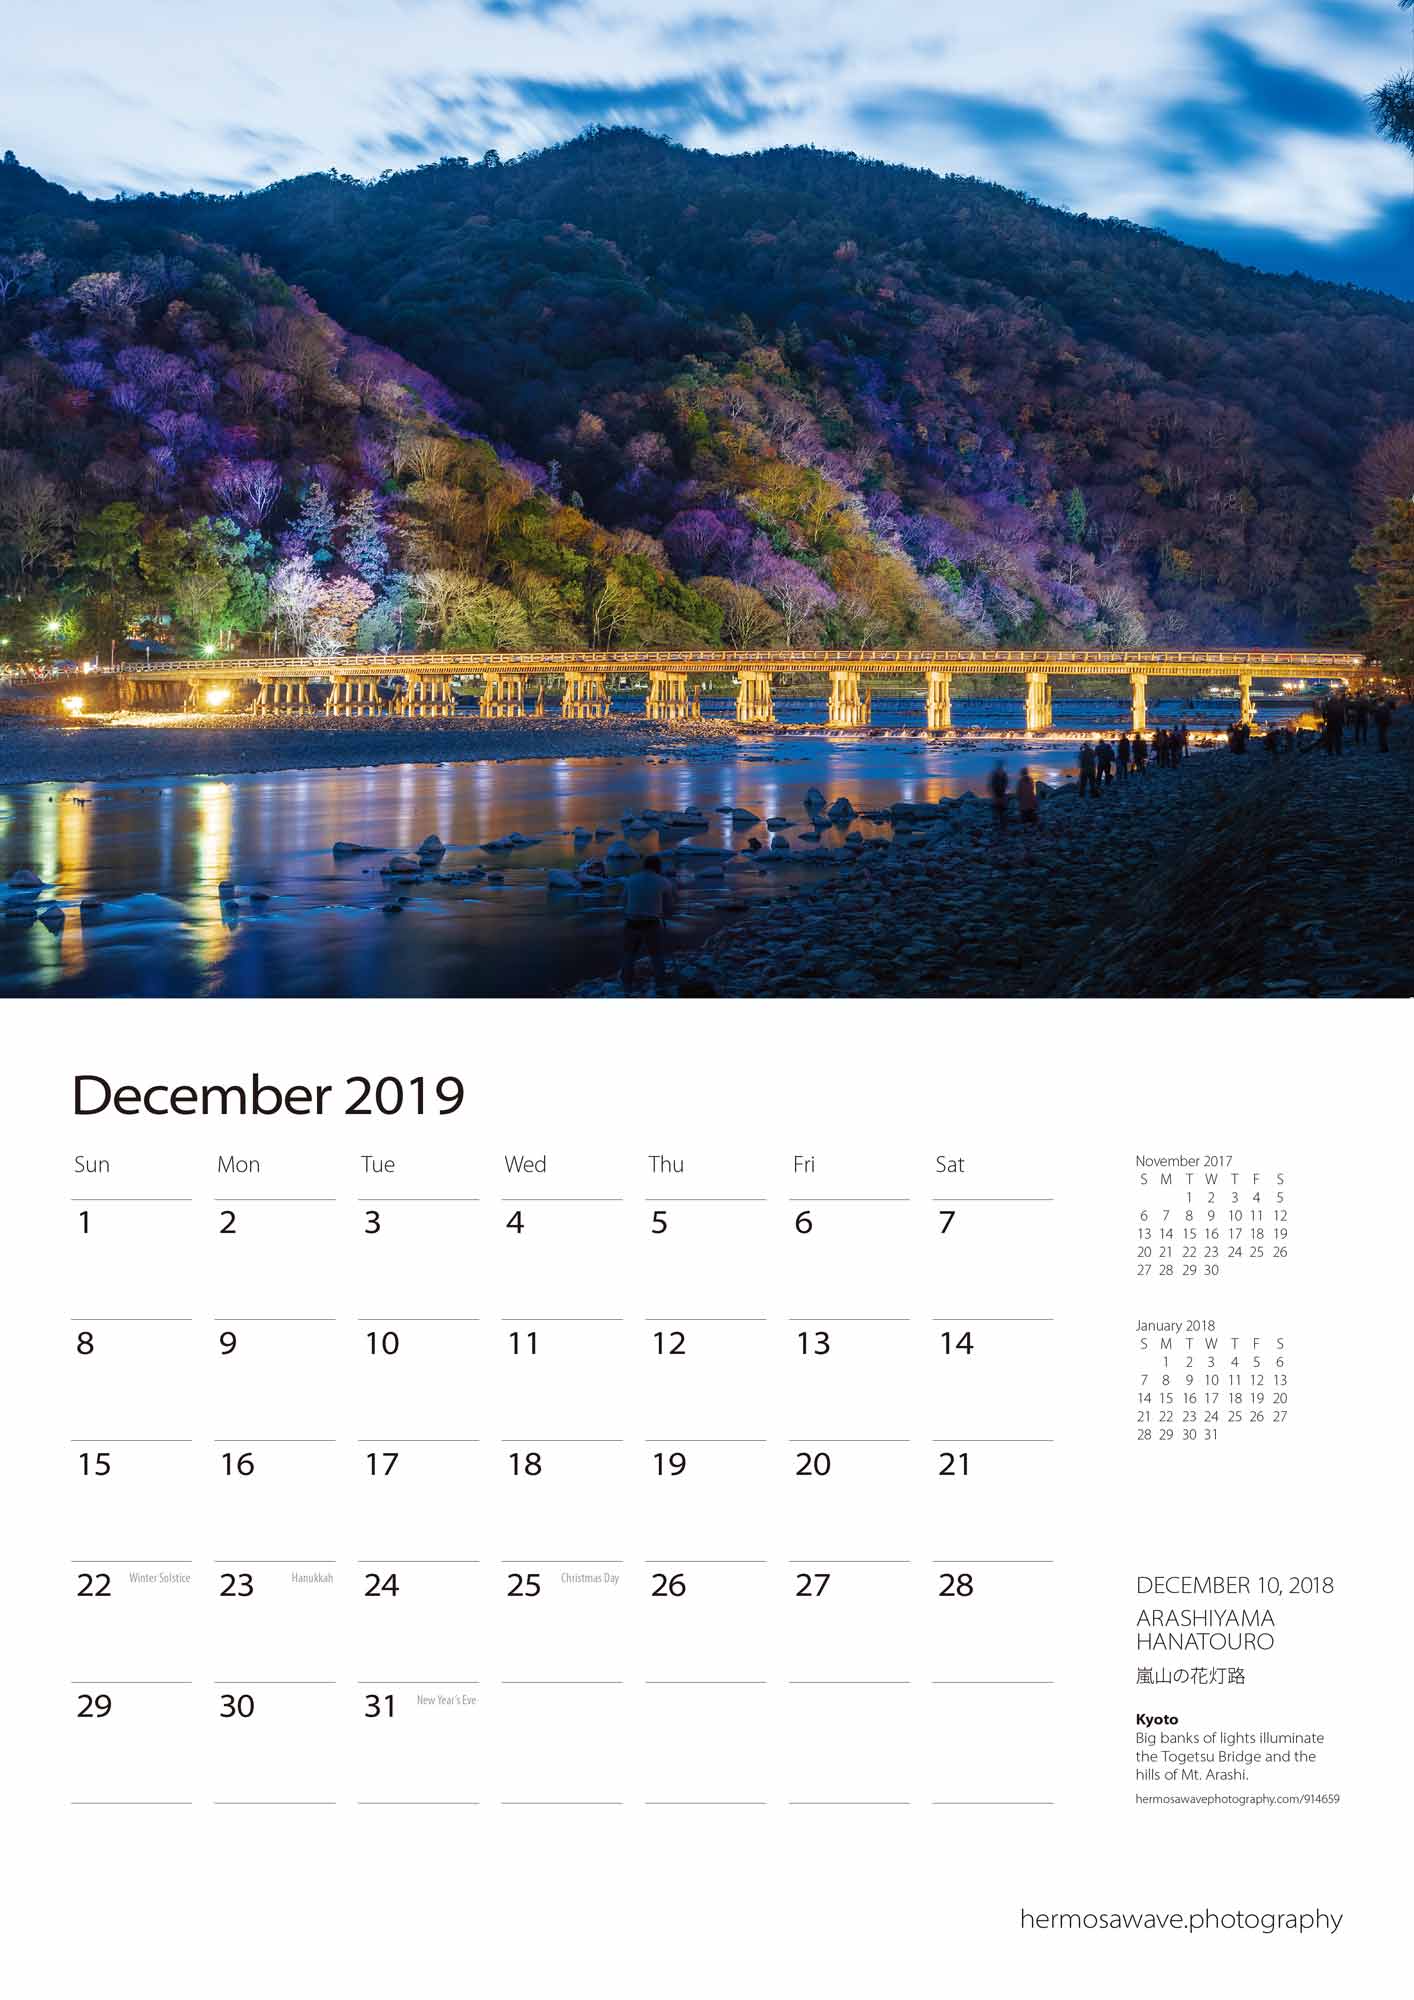 December 2019
Sun Mon Tue Wed Thu Fri Sat
1 2 3 4 5 6 7
8 9 10 11 12 13 14
15 16 17 18 19 20 21
22 Winter Solstice 23 Hanukkah 24 25 Christmas Day 26 27 28
29 30 31 New Year's Eve
November 2017
S M T W T F S
1 2 3 4 5
6 7 8 9 10 11 12
13 14 15 16 17 18 19
20 21 22 23 24 25 26
27 28 29 30
January 2018
S M T W T F S
1 2 3 4 5 6
7 8 9 10 11 12 13
14 15 16 17 18 19 20
21 22 23 24 25 26 27
28 29 30 31
DECEMBER 10, 2018
ARASHIYAMA
HANATOURO
嵐山の花灯路
Kyoto
Big banks of lights illuminate
the Togetsu Bridge and the
hills of Mt. Arashi.
hermosawavephotography.com/914659
hermosawave.photography